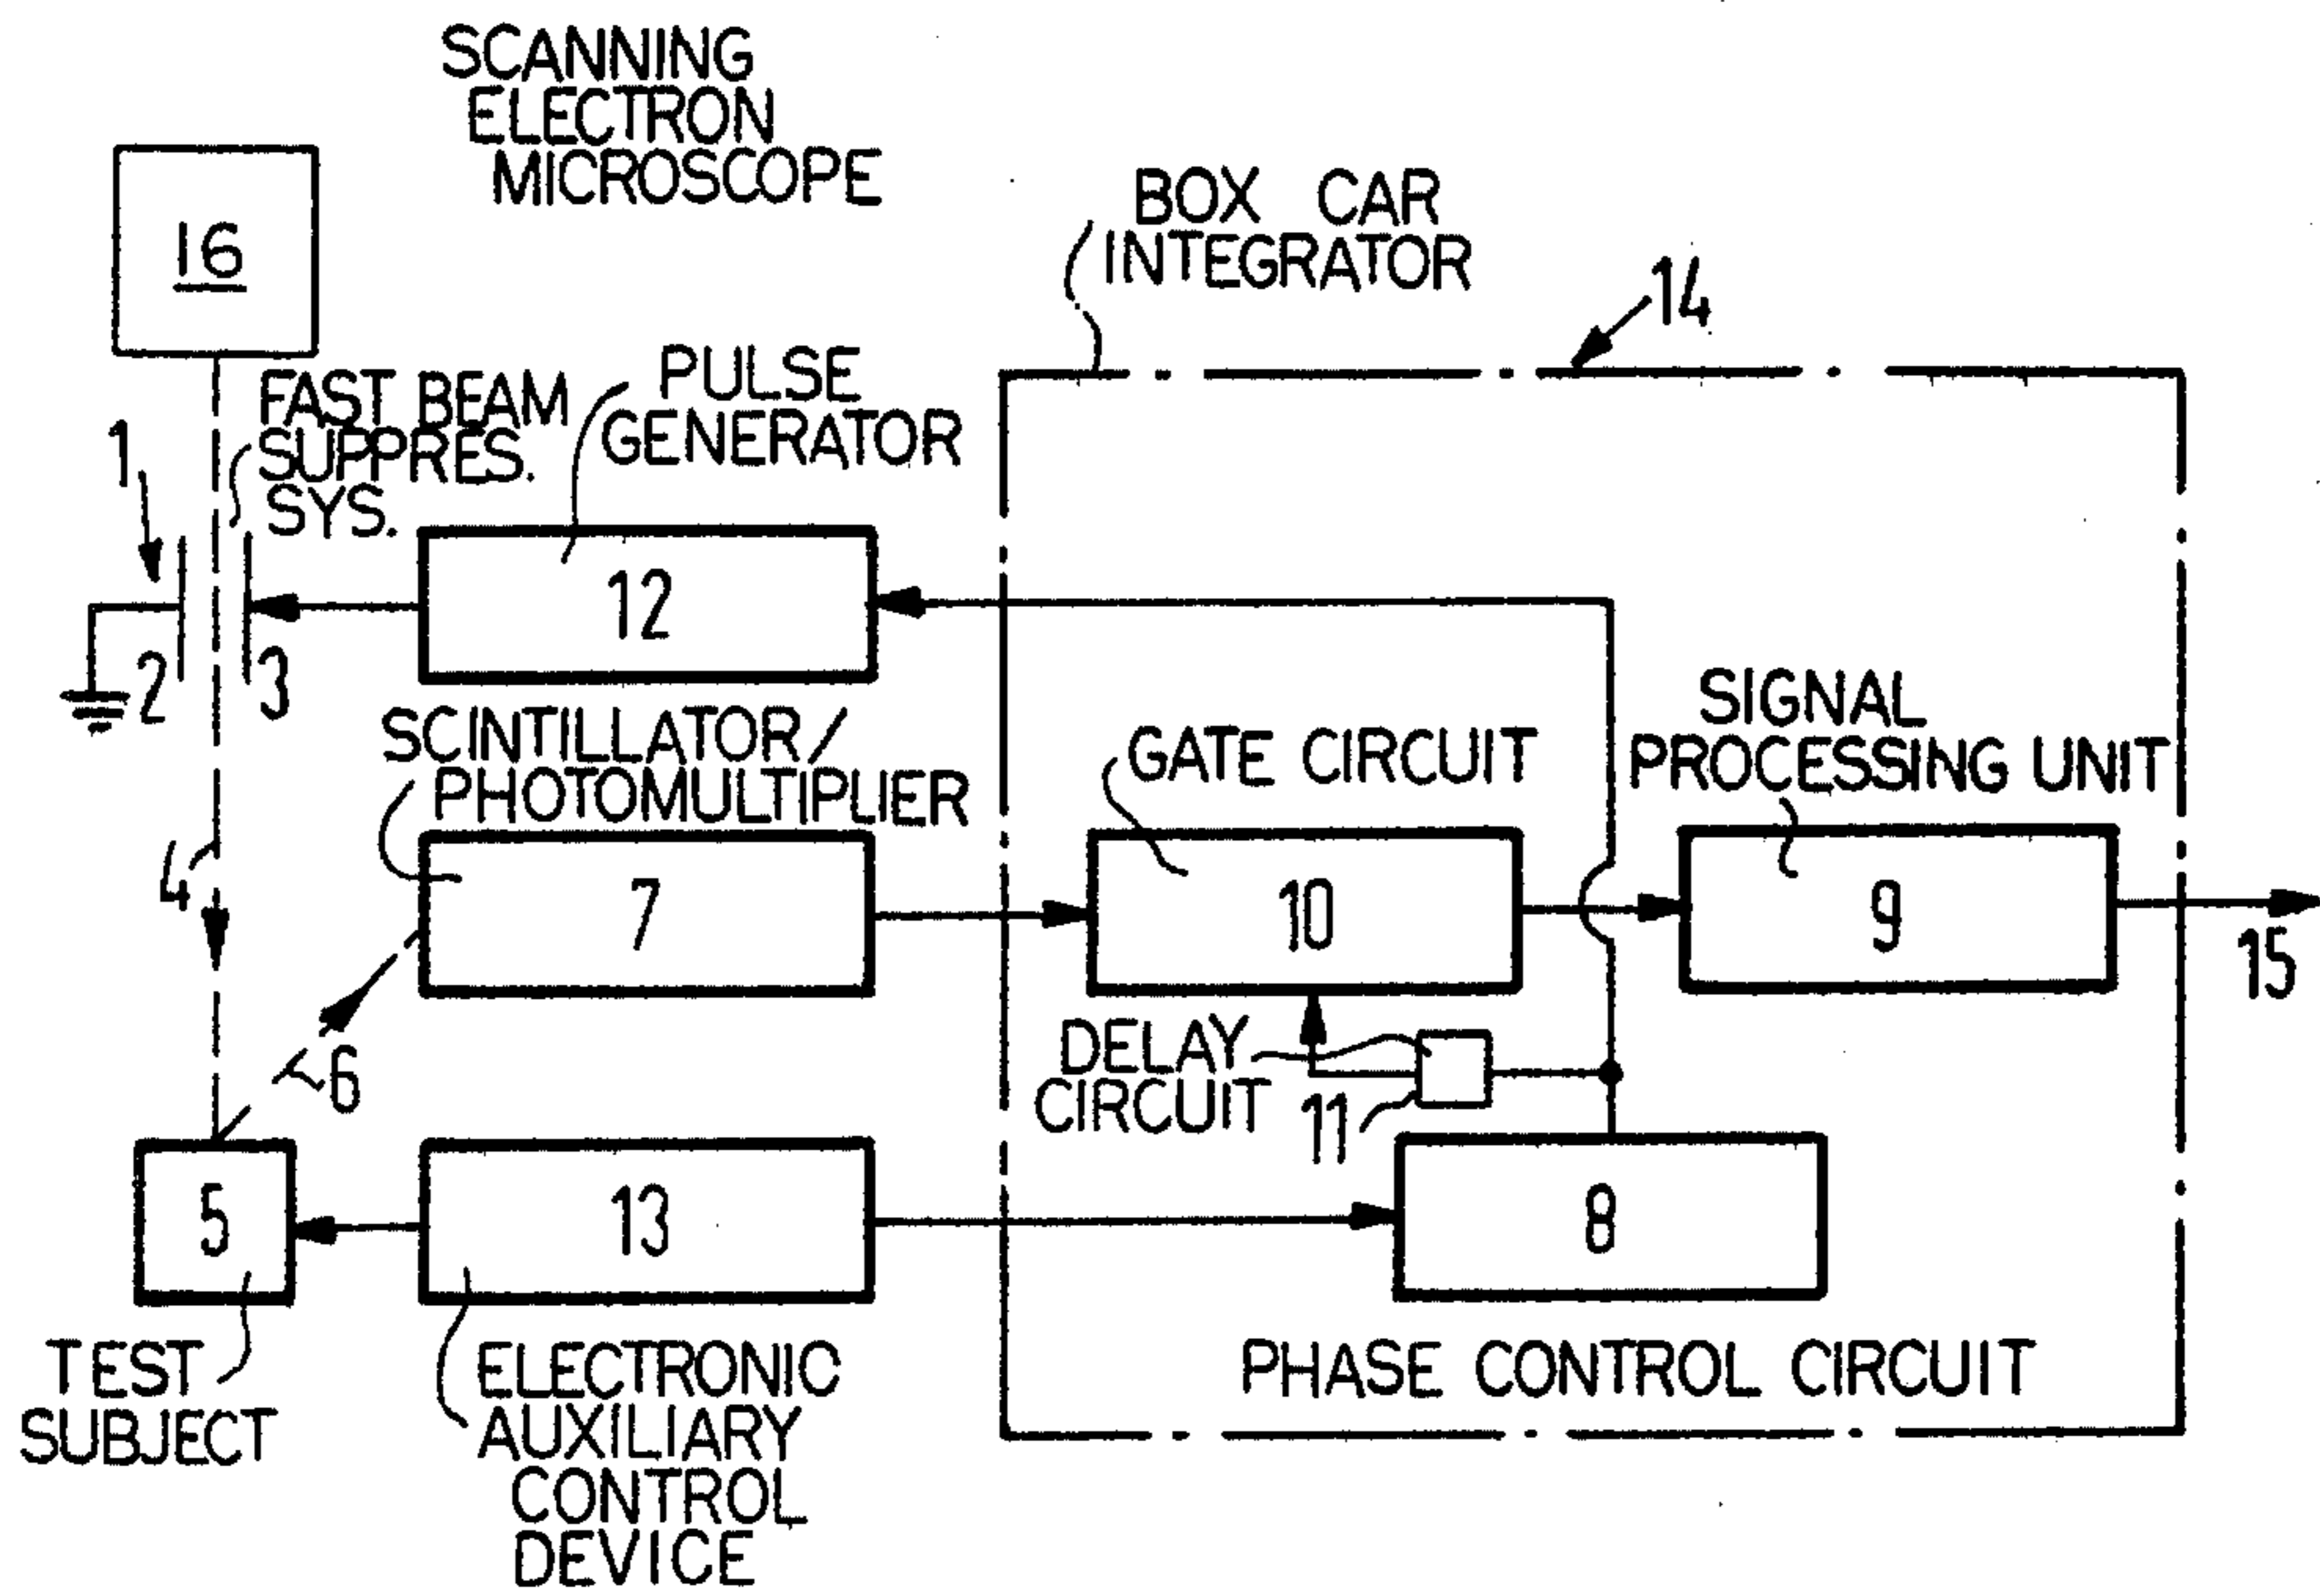 SCANNING
ELECTRON
MICROSCOPE
16
BOX CAR
INTEGRATOR
14
FAST BEAM
SUPPRES.
SYS.
1
PULSE
GENERATOR
12
2
3
SCINTILLATOR/
PHOTOMULTIPLIER
7
GATE CIRCUIT
10
SIGNAL
PROCESSING UNIT
9
15
4
6
DELAY
CIRCUIT
11
5
13
8
TEST
SUBJECT
ELECTRONIC
AUXILIARY
CONTROL
DEVICE
PHASE CONTROL CIRCUIT